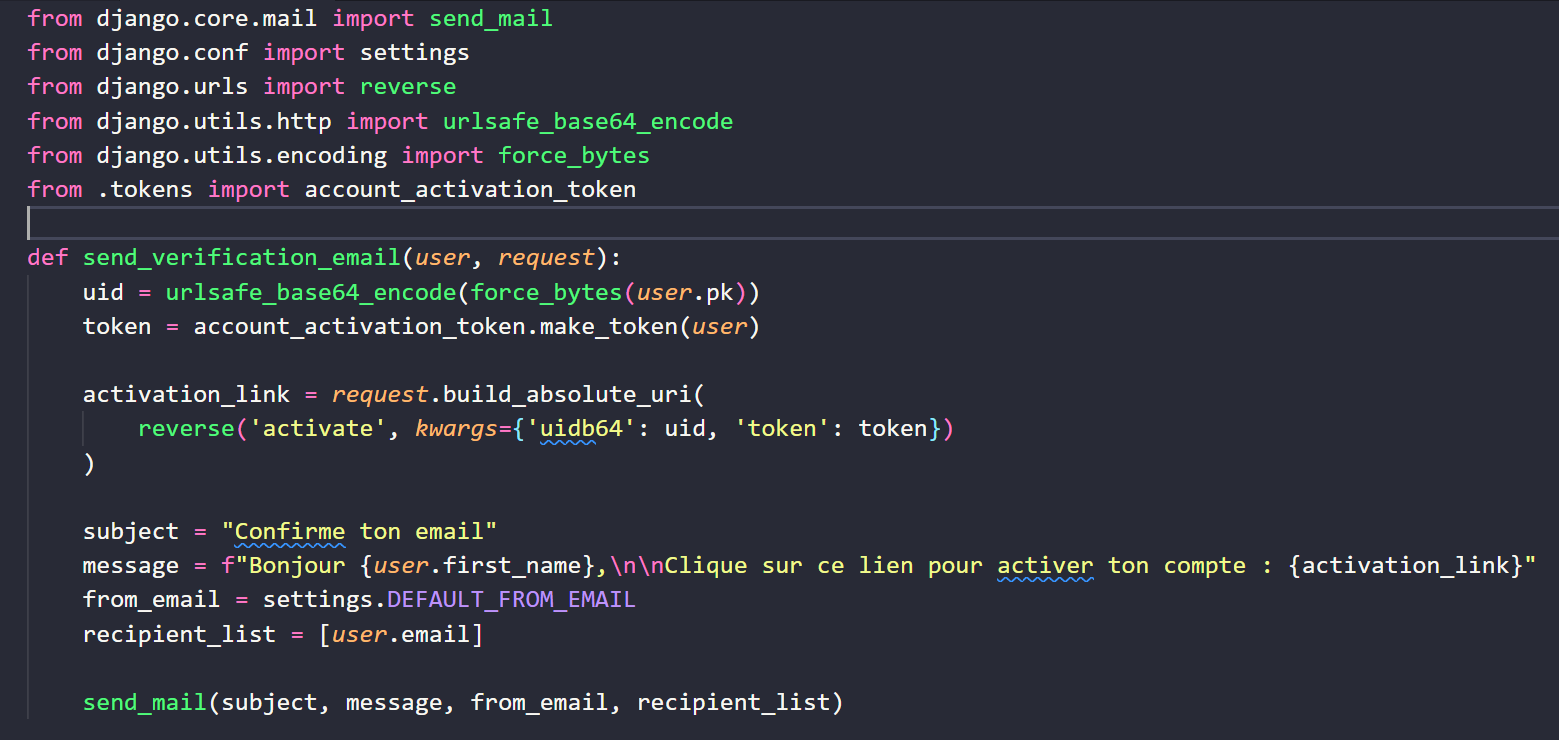 from django.core.mail import send_mail
from django.conf import settings
from django.urls import reverse
from django.utils.http import urlsafe_base64_encode
from django.utils.encoding import force_bytes
from .tokens import account_activation_token
def send_verification_email(user, request):
    uid = urlsafe_base64_encode(force_bytes(user.pk))
    token = account_activation_token.make_token(user)
    activation_link = request.build_absolute_uri(
        reverse('activate', kwargs={'uidb64': uid, 'token': token})
    )
    subject = "Confirme ton email"
    message = f"Bonjour {user.first_name},\n\nClique sur ce lien pour activer ton compte : {activation_link}"
    from_email = settings.DEFAULT_FROM_EMAIL
    recipient_list = [user.email]
    send_mail(subject, message, from_email, recipient_list)